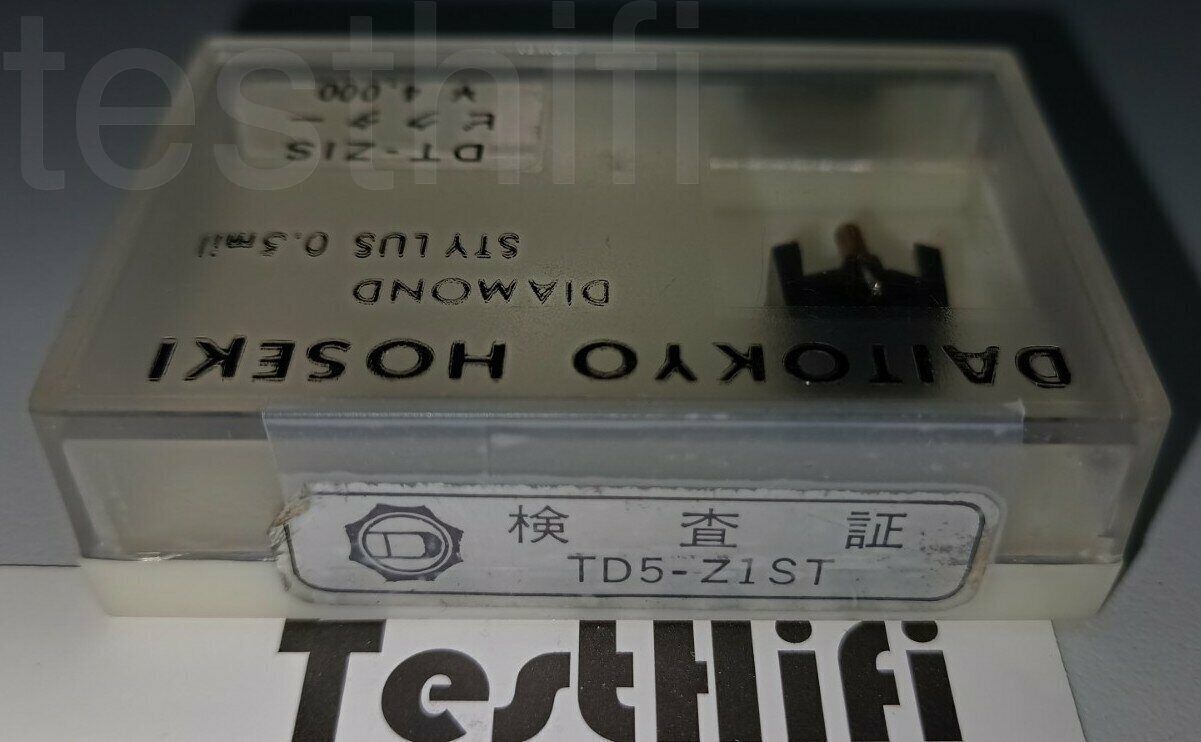 testhifi
DAITOKYO HOSEKI
DIAMOND
STYLUS 0.5mil
DT-Z1S
ビクター
¥ 4,000
D 検査証
TD5-Z1ST
TestHifi